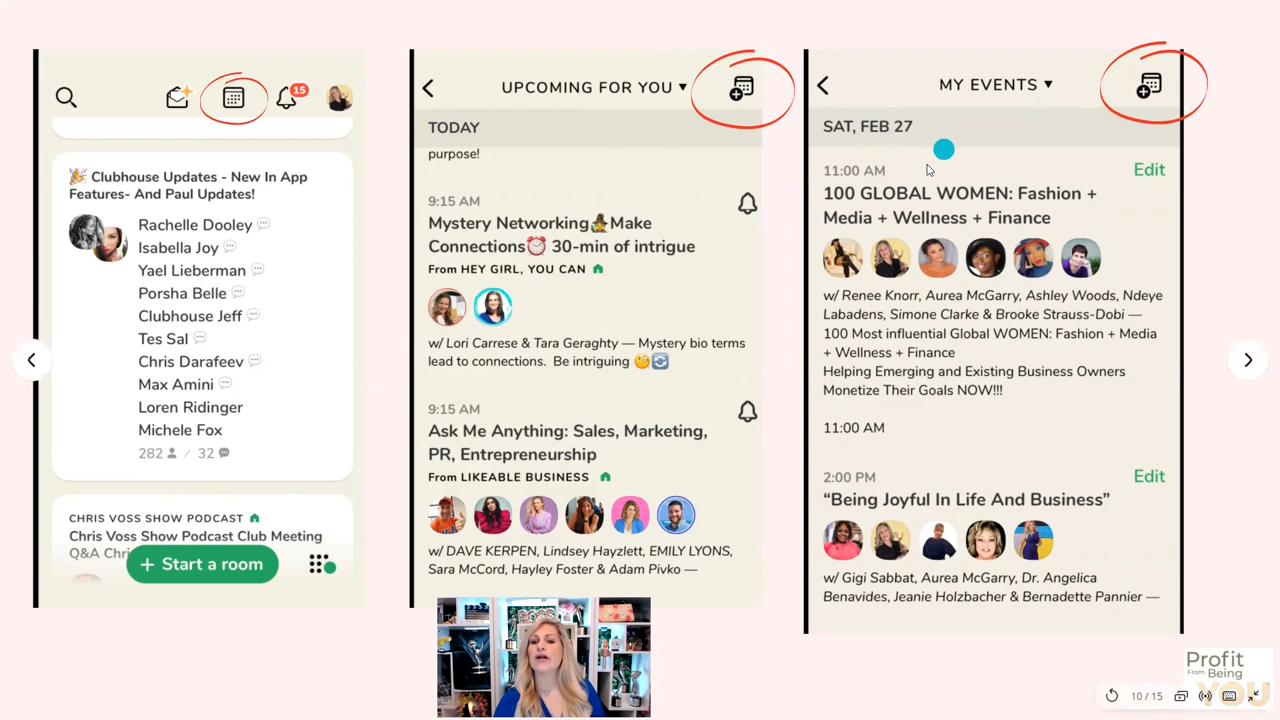 15
🎉 Clubhouse Updates - New In App
Features- And Paul Updates!
Rachelle Dooley
Isabella Joy
Yael Lieberman
Porsha Belle
Clubhouse Jeff
Tes Sal
Chris Darafeev
Max Amini
Loren Ridinger
Michele Fox
282 / 32
CHRIS VOSS SHOW PODCAST
Chris Voss Show Podcast Club Meeting
Q&A Chri
+ Start a room
UPCOMING FOR YOU ▾
TODAY
purpose!
9:15 AM
Mystery Networking🕵️Make
Connections⏰ 30-min of intrigue
From HEY GIRL, YOU CAN
w/ Lori Carrese & Tara Geraghty — Mystery bio terms
lead to connections. Be intriguing 🧐🔄
9:15 AM
Ask Me Anything: Sales, Marketing,
PR, Entrepreneurship
From LIKEABLE BUSINESS
w/ DAVE KERPEN, Lindsey Hayzlett, EMILY LYONS,
Sara McCord, Hayley Foster & Adam Pivko —
MY EVENTS ▾
SAT, FEB 27
11:00 AM Edit
100 GLOBAL WOMEN: Fashion +
Media + Wellness + Finance
w/ Renee Knorr, Aurea McGarry, Ashley Woods, Ndeye
Labadens, Simone Clarke & Brooke Strauss-Dobi —
100 Most influential Global WOMEN: Fashion + Media
+ Wellness + Finance
Helping Emerging and Existing Business Owners
Monetize Their Goals NOW!!!
11:00 AM
2:00 PM Edit
“Being Joyful In Life And Business”
w/ Gigi Sabbat, Aurea McGarry, Dr. Angelica
Benavides, Jeanie Holzbacher & Bernadette Pannier —
Profit
From Being
YOU
10 / 15